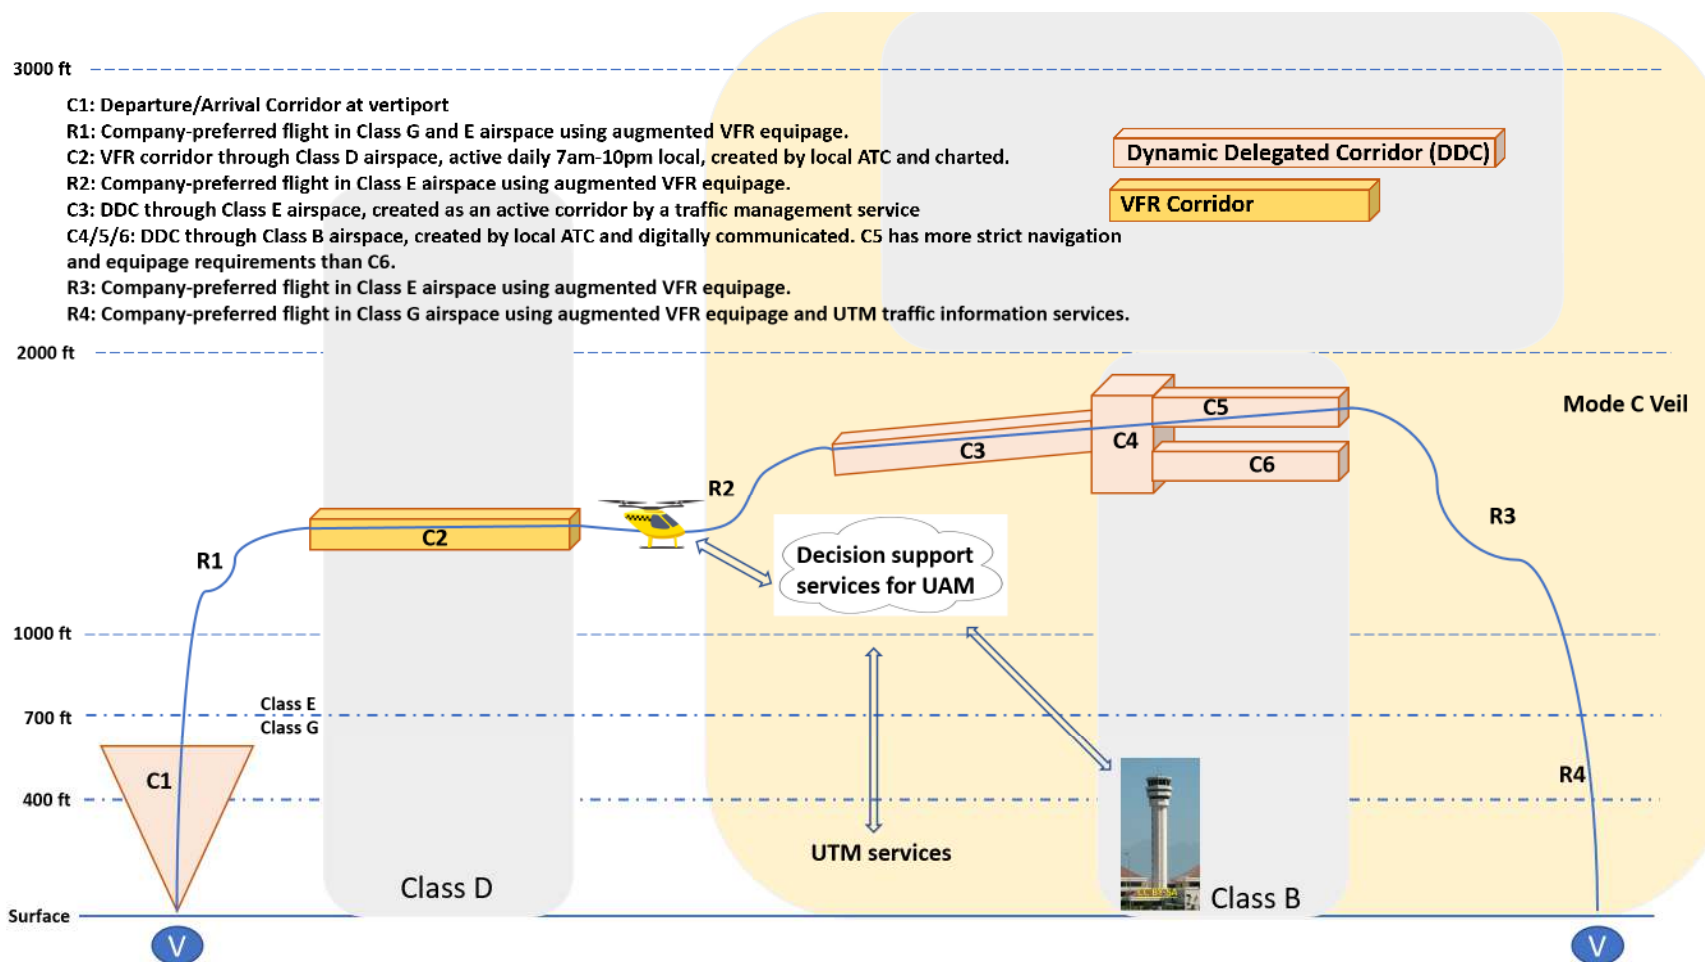 3000 ft
C1: Departure/Arrival Corridor at vertiport
R1: Company-preferred flight in Class G and E airspace using augmented VFR equipage.
C2: VFR corridor through Class D airspace, active daily 7am-10pm local, created by local ATC and charted.
R2: Company-preferred flight in Class E airspace using augmented VFR equipage.
C3: DDC through Class E airspace, created as an active corridor by a traffic management service
C4/5/6: DDC through Class B airspace, created by local ATC and digitally communicated. C5 has more strict navigation
and equipage requirements than C6.
R3: Company-preferred flight in Class E airspace using augmented VFR equipage.
R4: Company-preferred flight in Class G airspace using augmented VFR equipage and UTM traffic information services.
Dynamic Delegated Corridor (DDC)
VFR Corridor
2000 ft
Mode C Veil
C5
C4
C3
C6
R2
R3
C2
R1
Decision support
services for UAM
1000 ft
Class E
700 ft
Class G
C1
R4
400 ft
UTM services
Class D
Class B
CC BY-SA
Surface
V
V